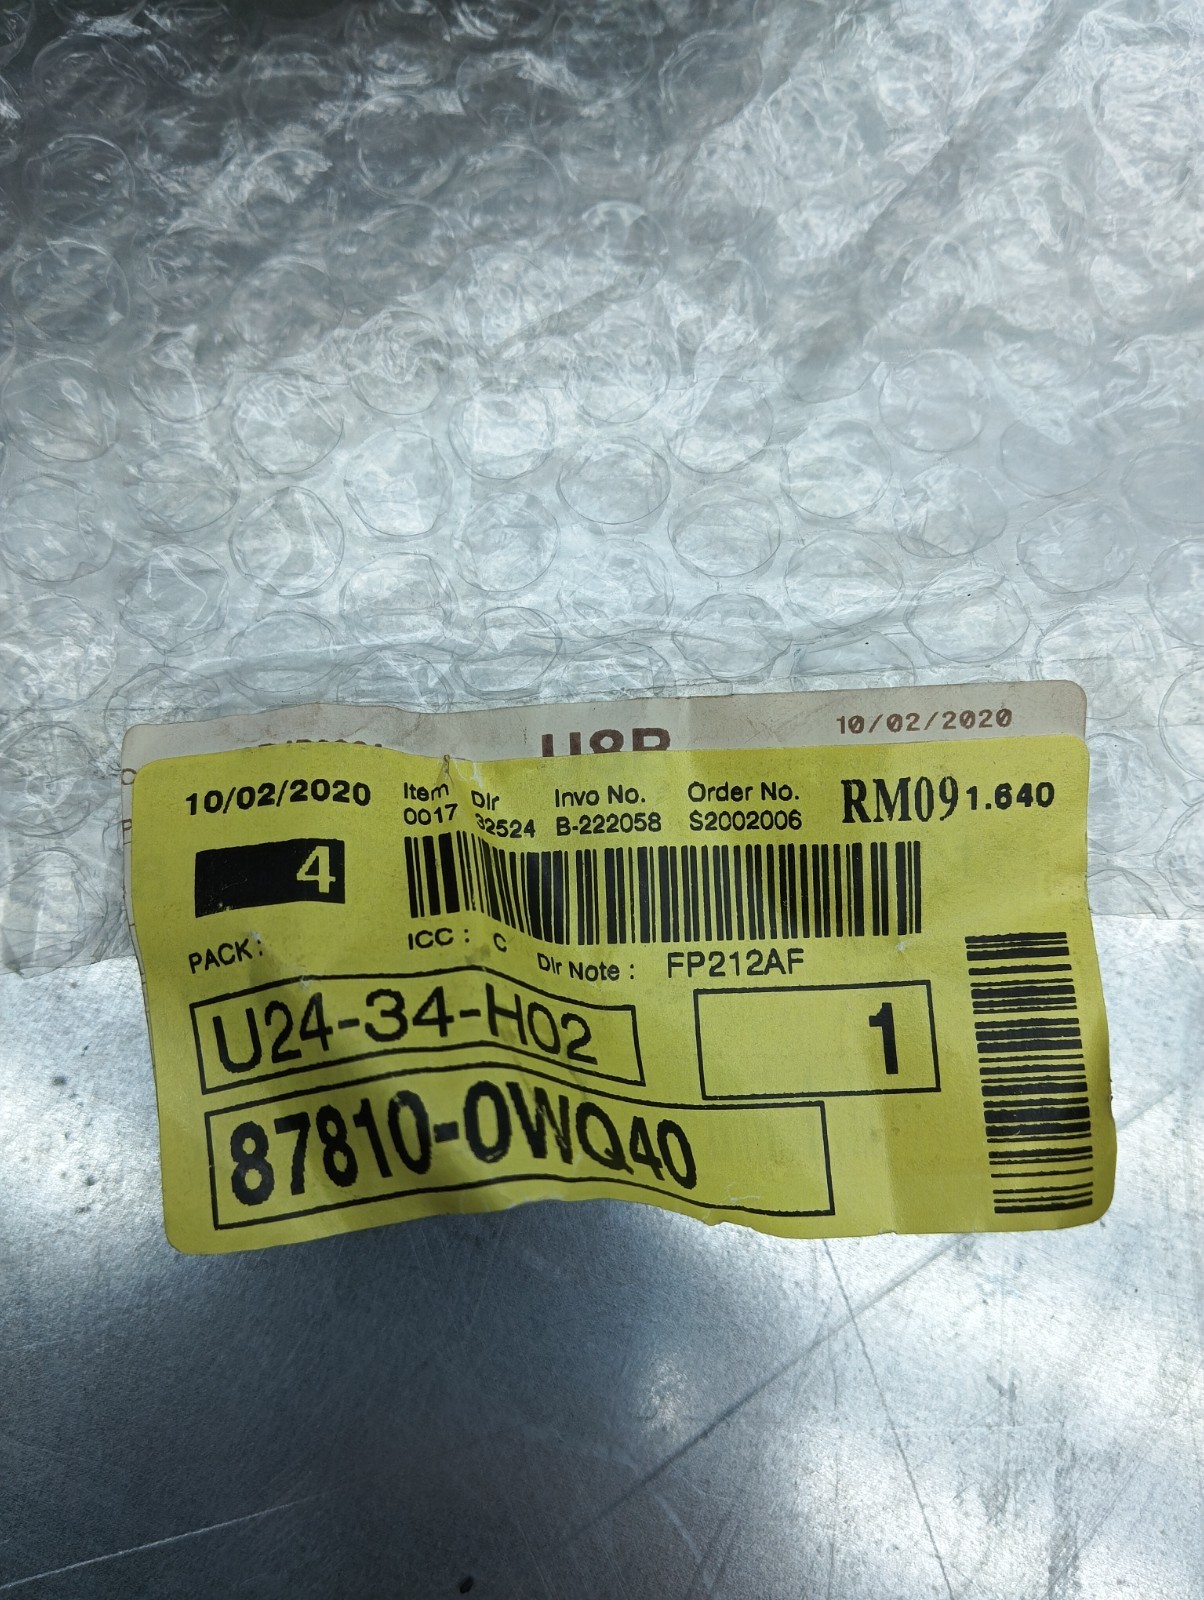 10/02/2020
10/02/2020
Item Dlr Invo No. Order No. RM09 1.640
0017 32524 B-222058 S2002006
4
PACK: ICC : C Dlr Note : FP212AF
U24-34-H02 1
87810-0WQ40